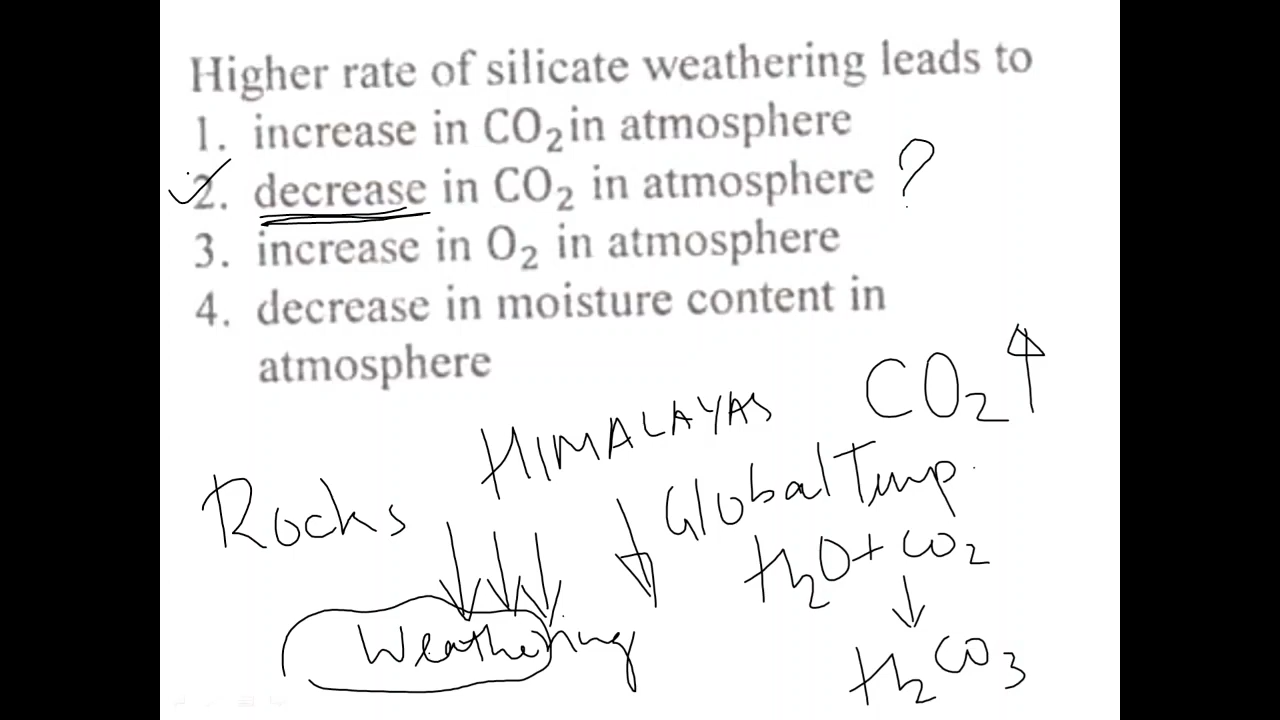 Higher rate of silicate weathering leads to
1. increase in CO₂ in atmosphere
2. decrease in CO₂ in atmosphere ?
3. increase in O₂ in atmosphere
4. decrease in moisture content in
atmosphere
CO₂ ↑
HIMALAYAS
Rocks
↓ Global Temp.
H₂O + CO₂
↓
Weathering
H₂CO₃